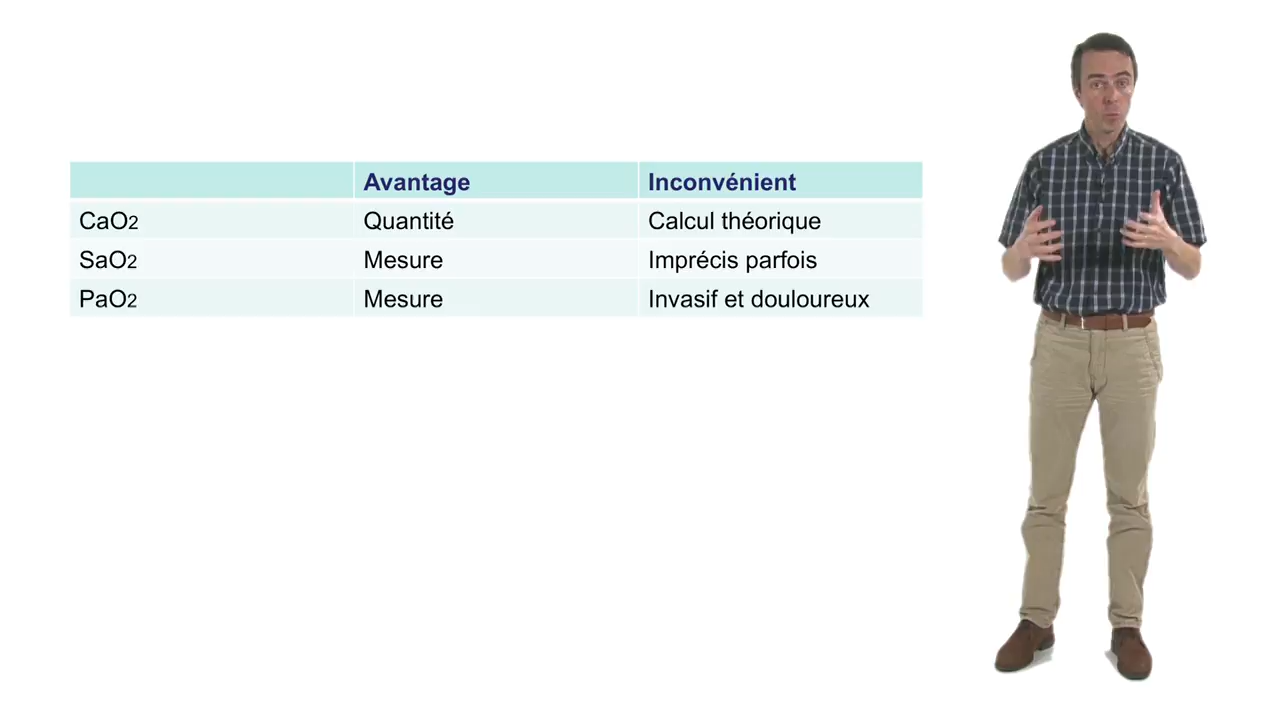 Avantage Inconvénient
CaO2 Quantité Calcul théorique
SaO2 Mesure Imprécis parfois
PaO2 Mesure Invasif et douloureux